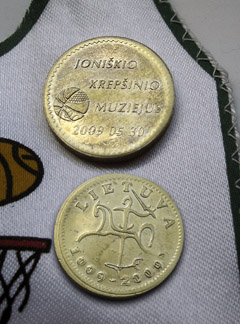 JONIŠKIO
KREPŠINIO
MUZIEJUS
2009 05 30
LIETUVA
1009-2009